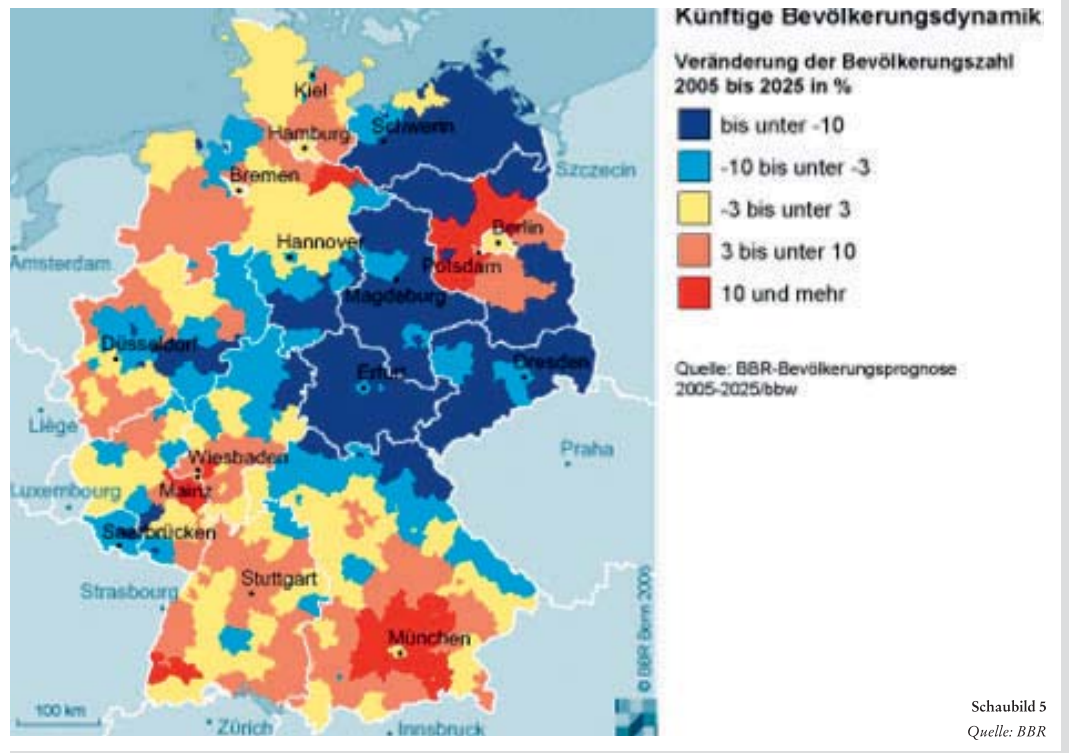 Künftige Bevölkerungsdynamik
Veränderung der Bevölkerungszahl
2005 bis 2025 in %
bis unter -10
-10 bis unter -3
-3 bis unter 3
3 bis unter 10
10 und mehr
Quelle: BBR-Bevölkerungsprognose
2005-2025/bbw
Kiel
Schwerin
Hamburg
Szczecin
Bremen
Berlin
Hannover
Amsterdam
Potsdam
Magdeburg
Düsseldorf
Dresden
Erfurt
Liège
Praha
Wiesbaden
Luxembourg
Mainz
Saarbrücken
Strasbourg
Stuttgart
München
100 km
Zürich
Innsbruck
© BBR Bonn 2006
Schaubild 5
Quelle: BBR